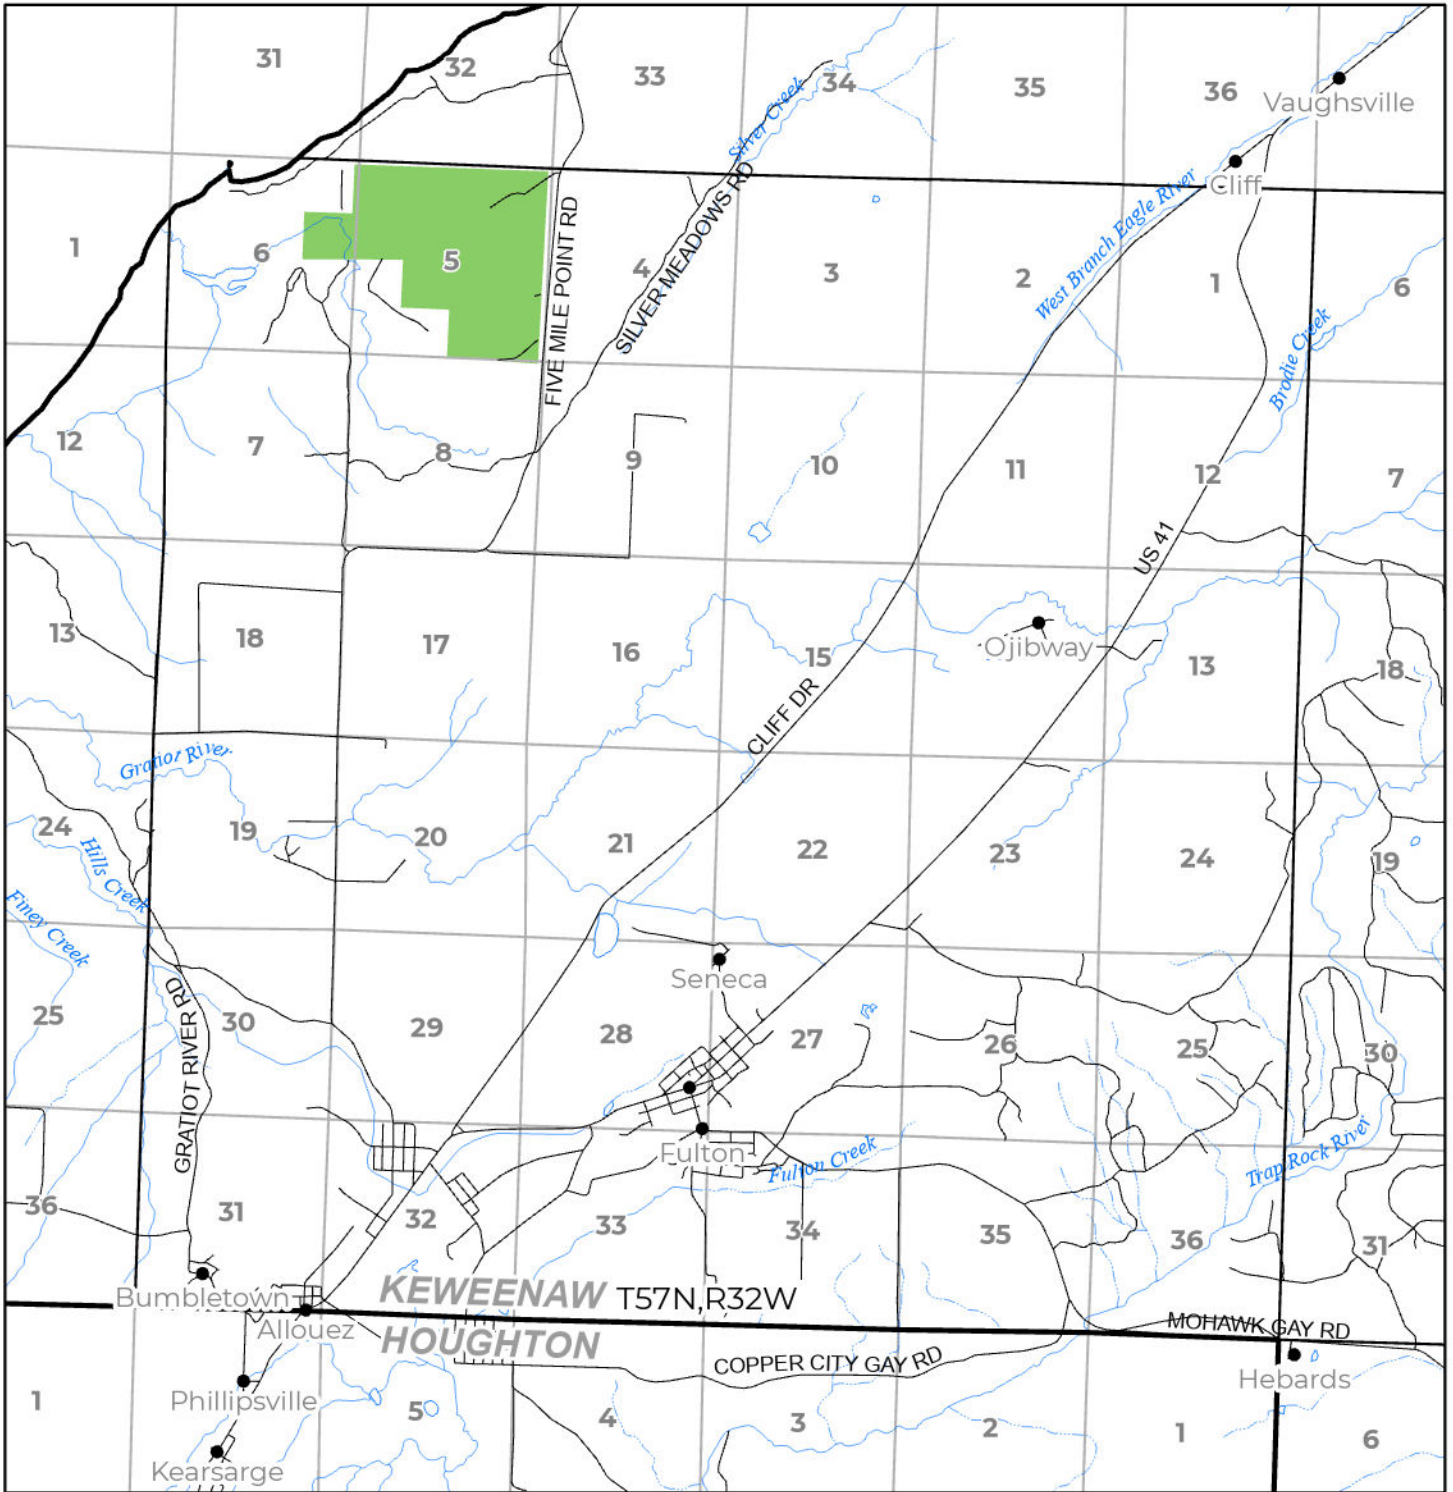 31
32
33
34
35
36
Vaughsville
Silver Creek
Cliff
West Branch Eagle River
1
6
5
4
3
2
1
6
FIVE MILE POINT RD
SILVER MEADOWS RD
Brodie Creek
12
7
8
9
10
11
12
7
US 41
13
18
17
16
15
Ojibway
13
18
CLIFF DR
Gratiot River
24
19
20
21
22
23
24
19
Hills Creek
Finey Creek
Seneca
25
GRATIOT RIVER RD
30
29
28
27
26
25
30
Fulton
Fulton Creek
Trap Rock River
36
31
32
33
34
35
36
31
Bumbletown
KEWEENAW
T57N,R32W
Allouez
HOUGHTON
MOHAWK GAY RD
COPPER CITY GAY RD
Hebards
1
Phillipsville
5
4
3
2
1
6
Kearsarge